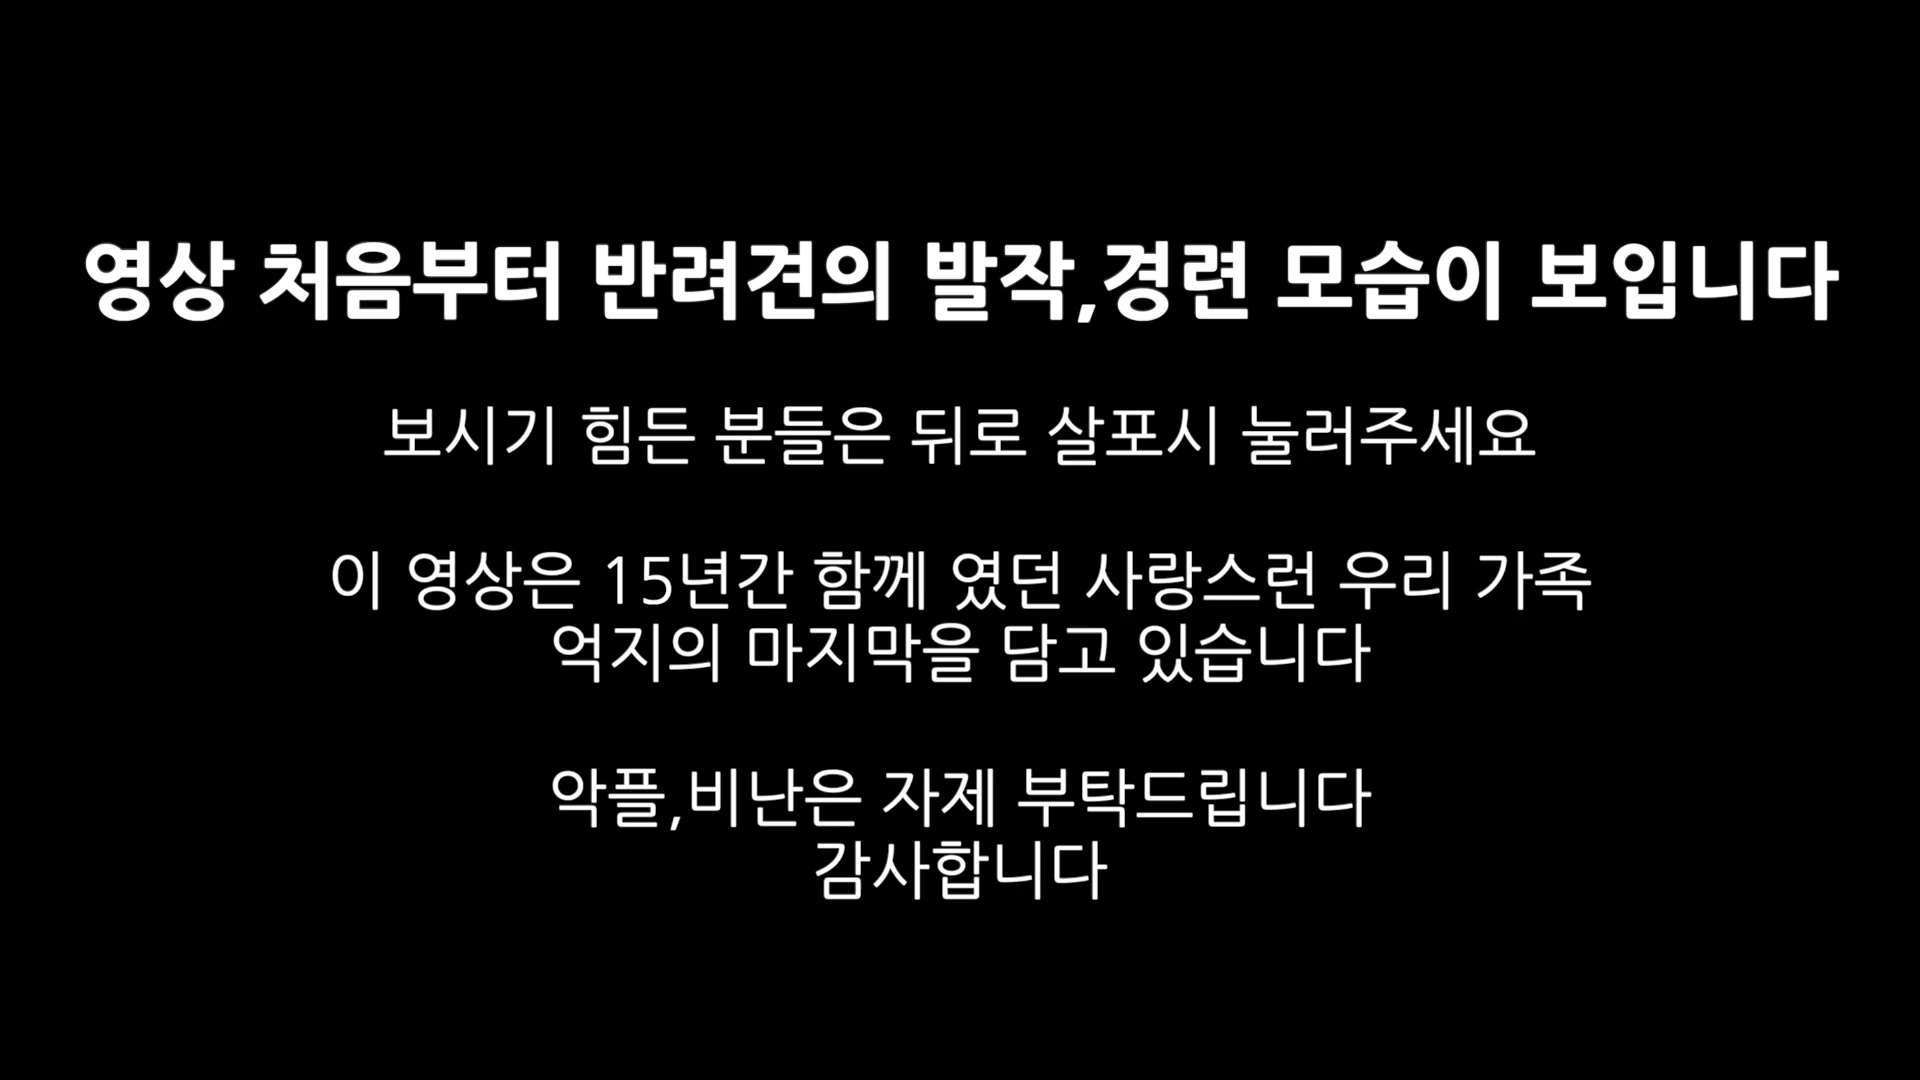 영상 처음부터 반려견의 발작,경련 모습이 보입니다
보시기 힘든 분들은 뒤로 살포시 눌러주세요
이 영상은 15년간 함께 였던 사랑스런 우리 가족
억지의 마지막을 담고 있습니다
악플,비난은 자제 부탁드립니다
감사합니다